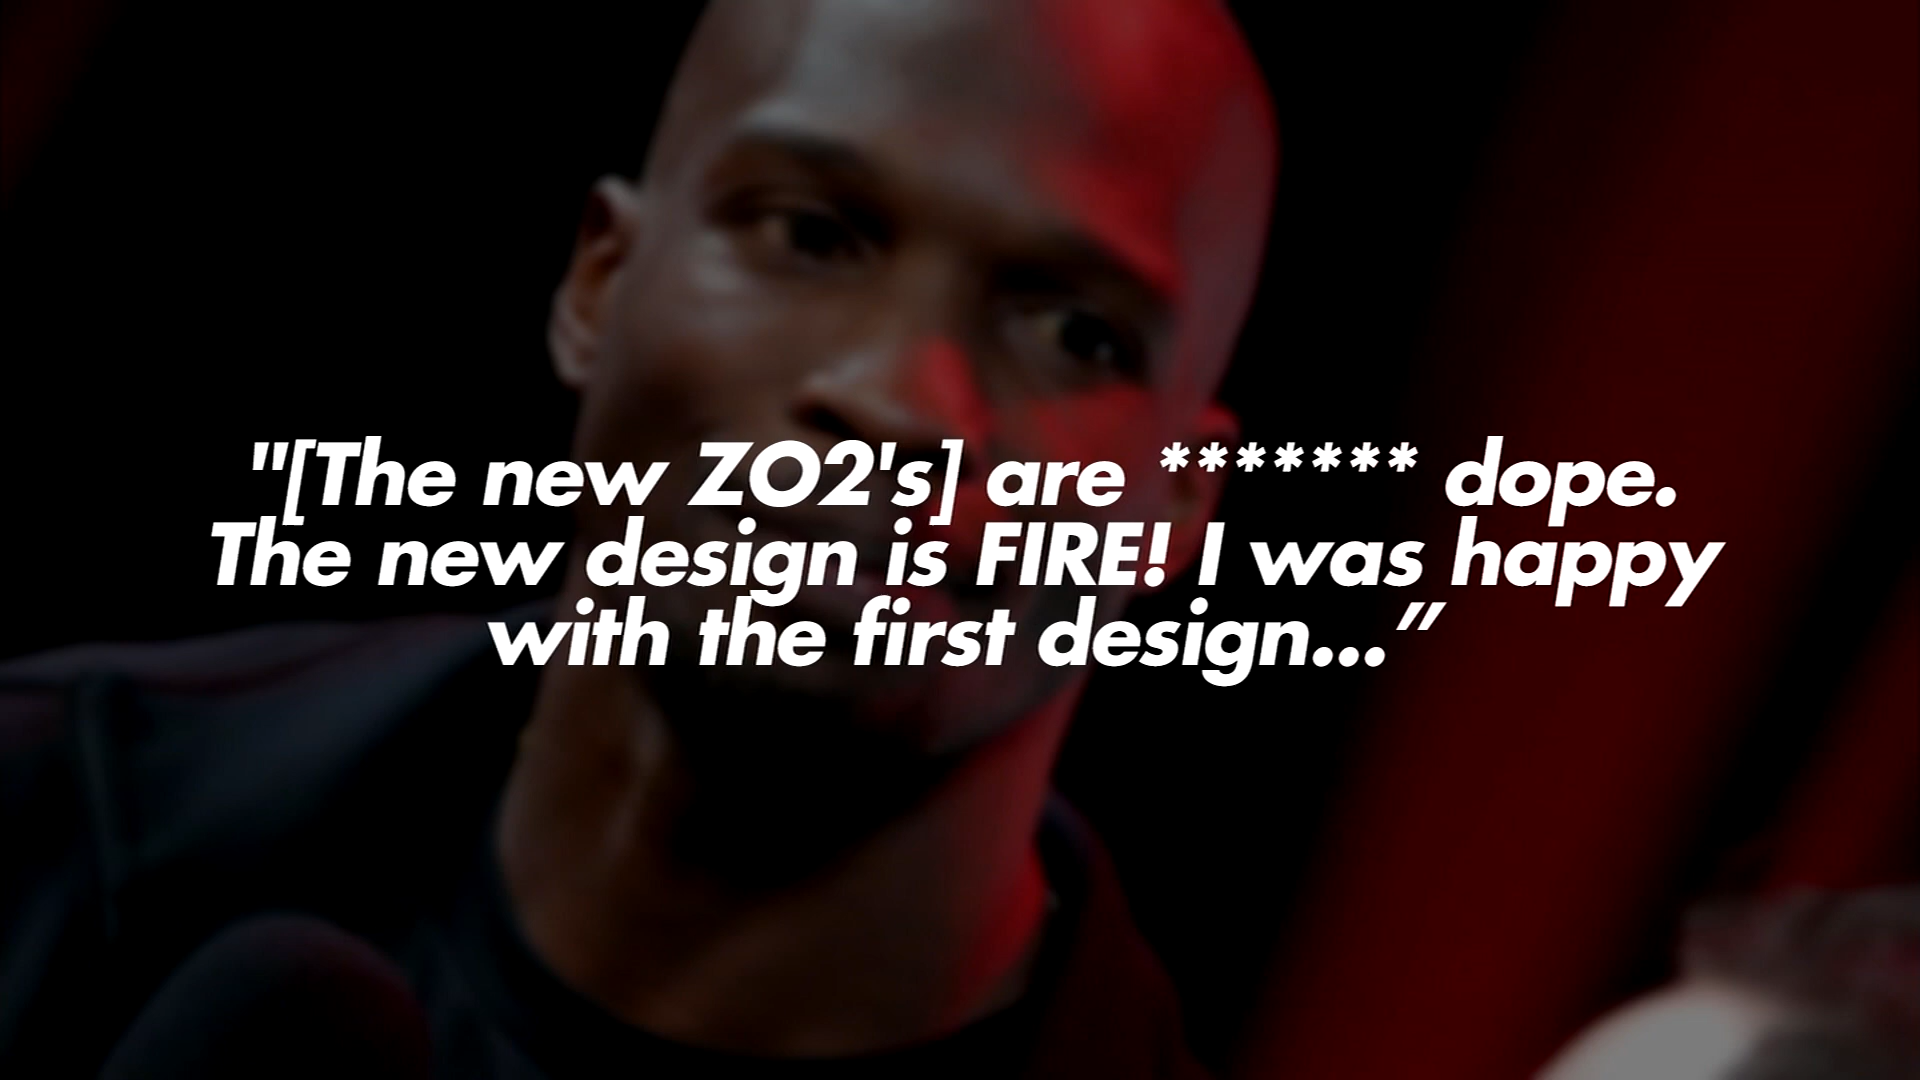 "[The new ZO2's] are ******* dope.
The new design is FIRE! I was happy
with the first design...”